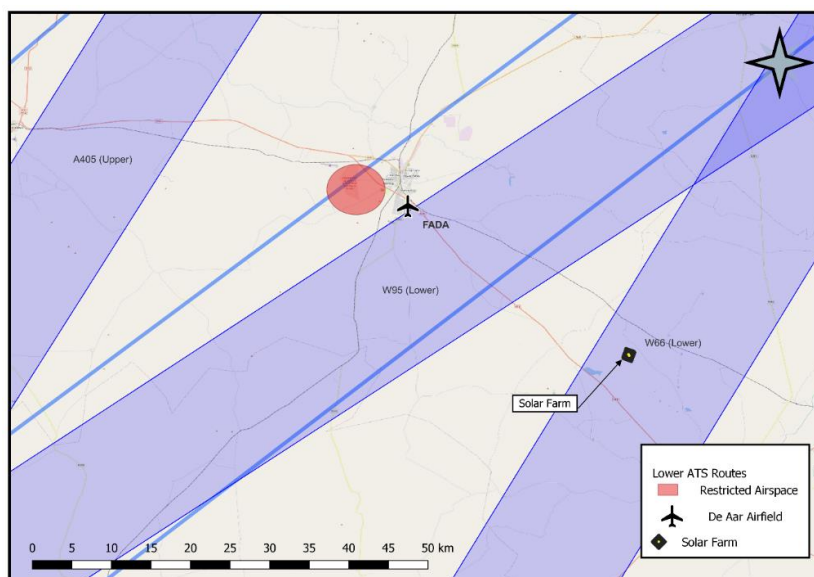 A405 (Upper)
FADA
W95 (Lower)
W66 (Lower)
Solar Farm
Lower ATS Routes
Restricted Airspace
De Aar Airfield
Solar Farm
0 5 10 15 20 25 30 35 40 45 50 km